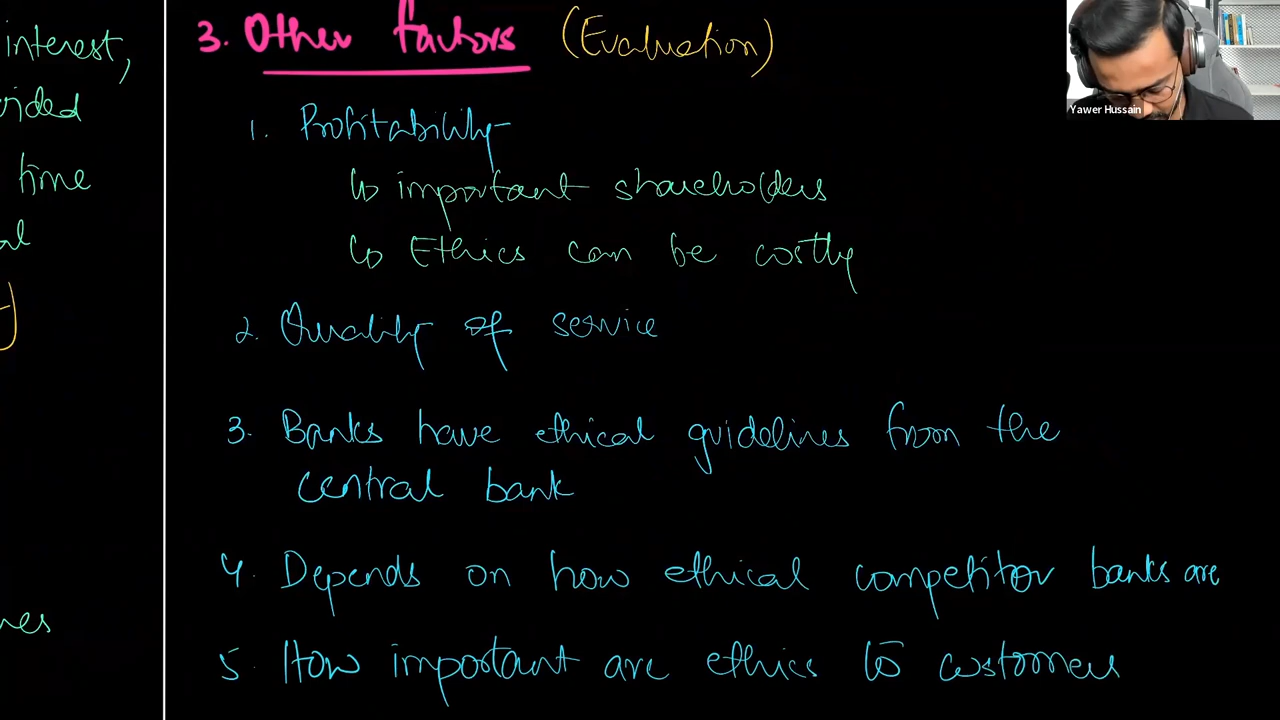 interest,
vided
time
al
nes
3. Other factors (Evaluation)
1. Profitability
↳ important shareholders
↳ Ethics can be costly
2. Quality of service
3. Banks have ethical guidelines from the
central bank
4. Depends on how ethical competitor banks are
5. How important are ethics to customers
Yawer Hussain